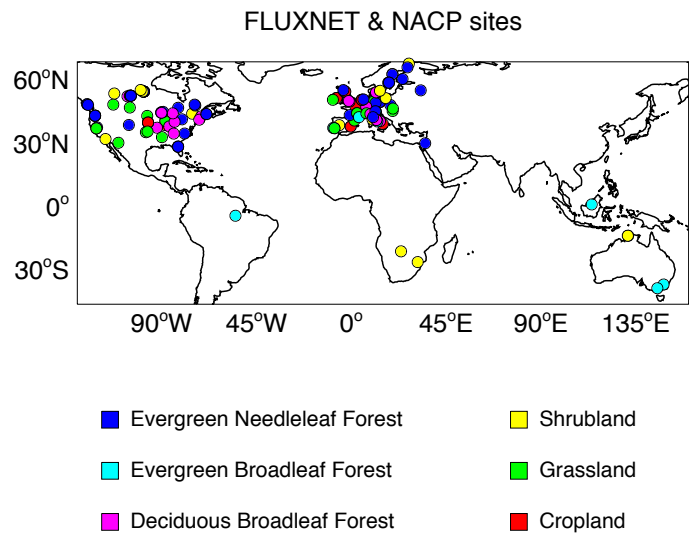 FLUXNET & NACP sites
60°N
30°N
0°
30°S
90°W 45°W 0° 45°E 90°E 135°E
Evergreen Needleleaf Forest Shrubland
Evergreen Broadleaf Forest Grassland
Deciduous Broadleaf Forest Cropland